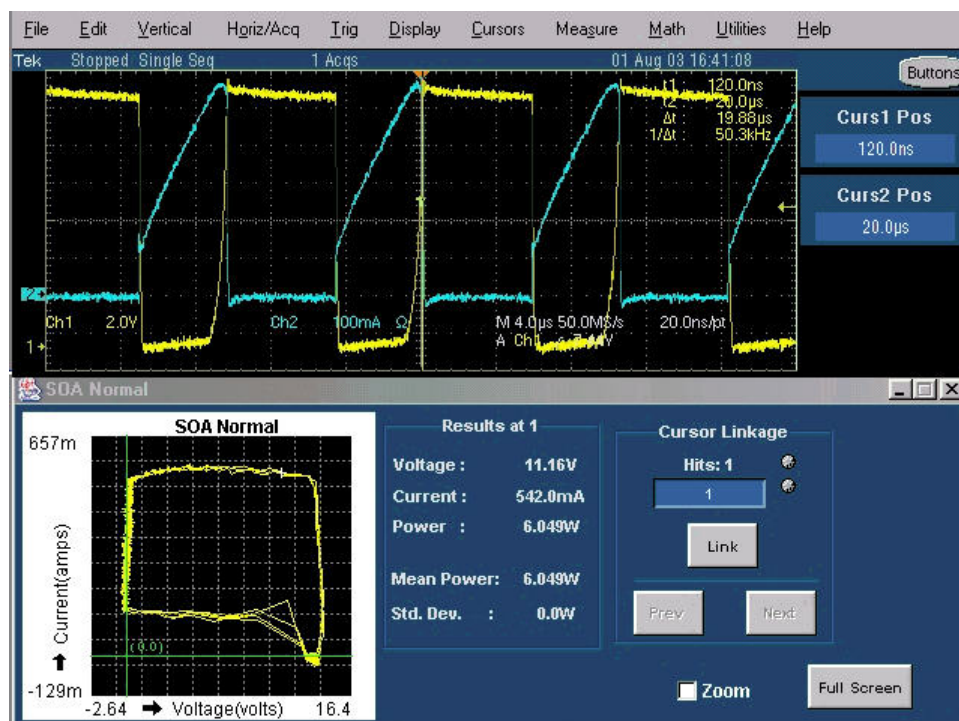 File Edit Vertical Horiz/Acq Trig Display Cursors Measure Math Utilities Help
Tek Stopped Single Seq 1 Acqs 01 Aug 03 16:41:08
Buttons
t1 : 120.0ns
t2 : 20.0µs
Δt : 19.88µs
1/Δt : 50.3kHz
Curs1 Pos
120.0ns
Curs2 Pos
20.0µs
2
Ch1 2.0V Ch2 100mA Ω M 4.0µs 50.0MS/s 20.0ns/pt
1 A Ch1
SOA Normal
SOA Normal
657m
Current(amps)
(0,0)
-129m
-2.64 Voltage(volts) 16.4
Results at 1
Voltage : 11.16V
Current : 542.0mA
Power : 6.049W
Mean Power: 6.049W
Std. Dev. : 0.0W
Cursor Linkage
Hits: 1
1
Link
Prev Next
Zoom
Full Screen